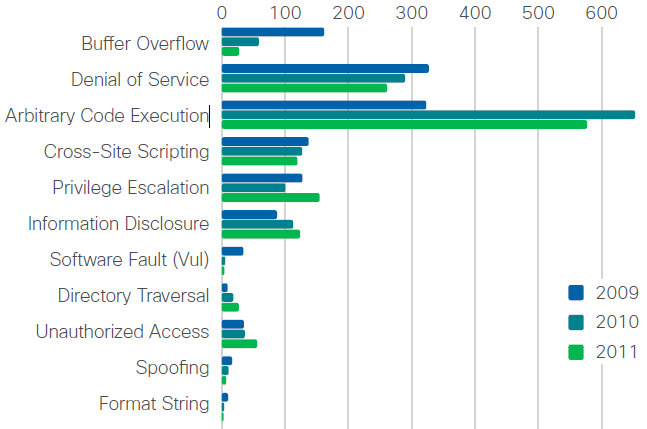 0 100 200 300 400 500 600
Buffer Overflow
Denial of Service
Arbitrary Code Execution
Cross-Site Scripting
Privilege Escalation
Information Disclosure
Software Fault (Vul)
Directory Traversal
Unauthorized Access
Spoofing
Format String
2009
2010
2011